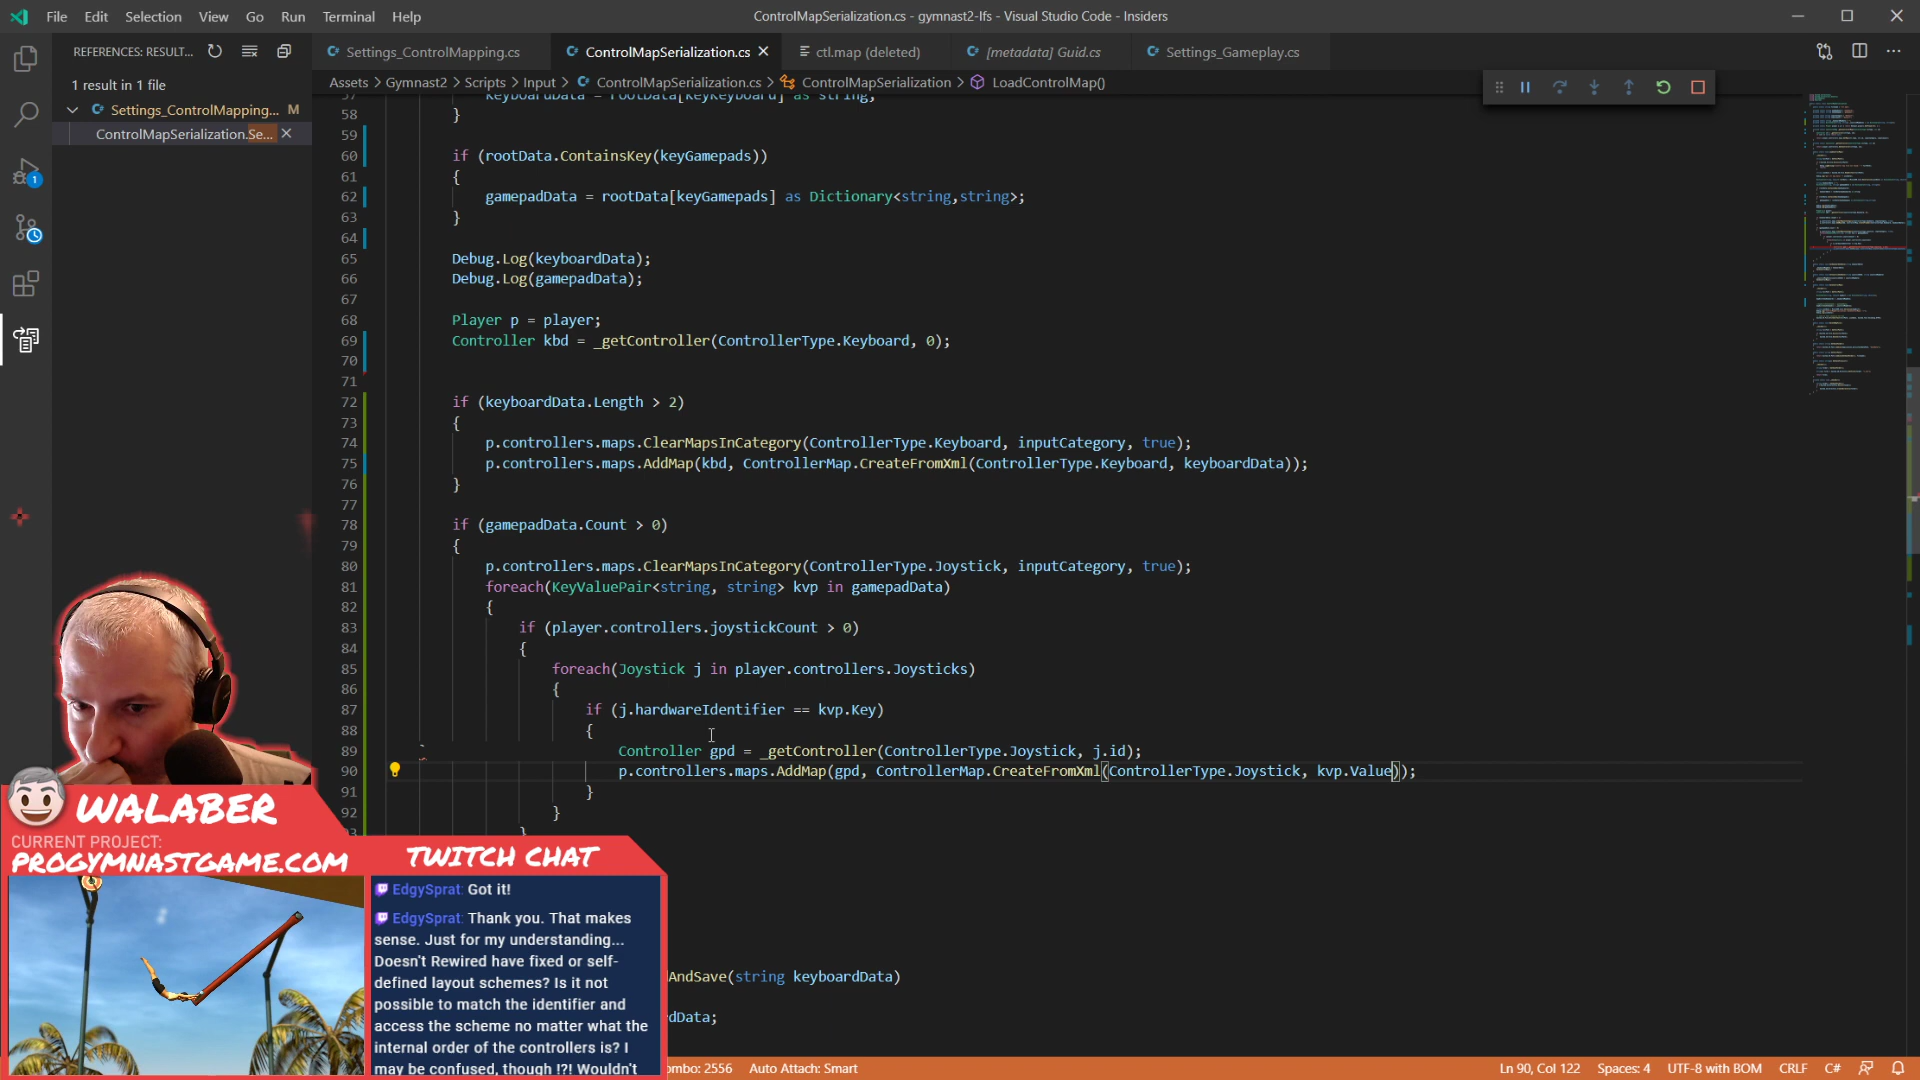 File Edit Selection View Go Run Terminal Help
ControlMapSerialization.cs - gymnast2-lfs - Visual Studio Code - Insiders
REFERENCES: RESULT...
1 result in 1 file
Settings_ControlMapping... M
ControlMapSerialization.Se...
1
Settings_ControlMapping.cs
ControlMapSerialization.cs
ctl.map (deleted)
[metadata] Guid.cs
Settings_Gameplay.cs
Assets > Gymnast2 > Scripts > Input > ControlMapSerialization.cs > ControlMapSerialization > LoadControlMap()
57 keyboardData = rootData[keyKeyboard] as string;
58 }
59
60 if (rootData.ContainsKey(keyGamepads))
61 {
62 gamepadData = rootData[keyGamepads] as Dictionary<string,string>;
63 }
64
65 Debug.Log(keyboardData);
66 Debug.Log(gamepadData);
67
68 Player p = player;
69 Controller kbd = _getController(ControllerType.Keyboard, 0);
70
71
72 if (keyboardData.Length > 2)
73 {
74 p.controllers.maps.ClearMapsInCategory(ControllerType.Keyboard, inputCategory, true);
75 p.controllers.maps.AddMap(kbd, ControllerMap.CreateFromXml(ControllerType.Keyboard, keyboardData));
76 }
77
78 if (gamepadData.Count > 0)
79 {
80 p.controllers.maps.ClearMapsInCategory(ControllerType.Joystick, inputCategory, true);
81 foreach(KeyValuePair<string, string> kvp in gamepadData)
82 {
83 if (player.controllers.joystickCount > 0)
84 {
85 foreach(Joystick j in player.controllers.Joysticks)
86 {
87 if (j.hardwareIdentifier == kvp.Key)
88 {
89 Controller gpd = _getController(ControllerType.Joystick, j.id);
90 p.controllers.maps.AddMap(gpd, ControllerMap.CreateFromXml(ControllerType.Joystick, kvp.Value));
91 }
92 }
93 }
AndSave(string keyboardData)
dData;
WALABER
CURRENT PROJECT:
PROGYMNASTGAME.COM
TWITCH CHAT
EdgySprat: Got it!
EdgySprat: Thank you. That makes
sense. Just for my understanding...
Doesn't Rewired have fixed or self-
defined layout schemes? Is it not
possible to match the identifier and
access the scheme no matter what the
internal order of the controllers is? I
may be confused, though !?! Wouldn't
ombo: 2556 Auto Attach: Smart
Ln 90, Col 122 Spaces: 4 UTF-8 with BOM CRLF C#